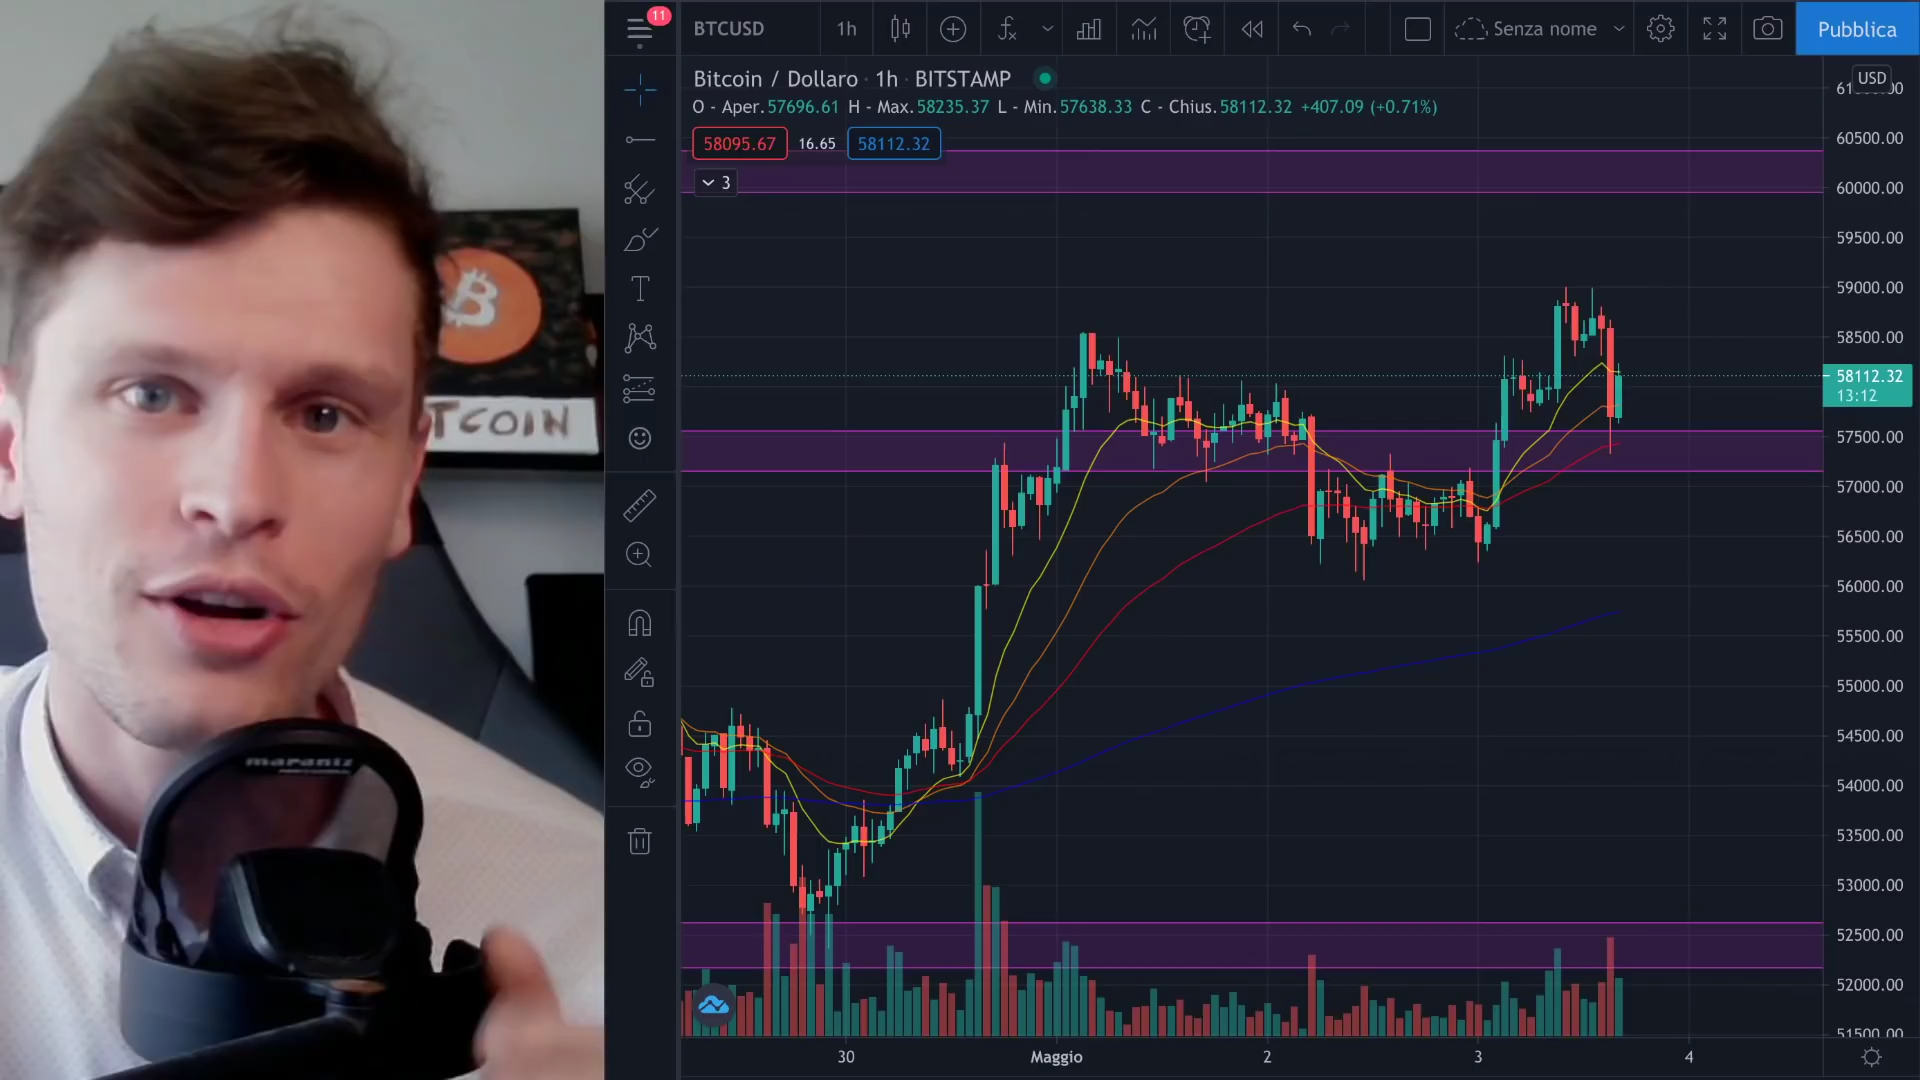 11
BTCUSD
1h
Senza nome
Pubblica
Bitcoin / Dollaro · 1h · BITSTAMP
O - Aper.57696.61 H - Max.58235.37 L - Min.57638.33 C - Chius.58112.32 +407.09 (+0.71%)
58095.67 16.65 58112.32
3
USD
60500.00
60000.00
59500.00
59000.00
58500.00
58112.32
13:12
57500.00
57000.00
56500.00
56000.00
55500.00
55000.00
54500.00
54000.00
53500.00
53000.00
52500.00
52000.00
51500.00
30
Maggio
2
3
4
TCOIN
marantz